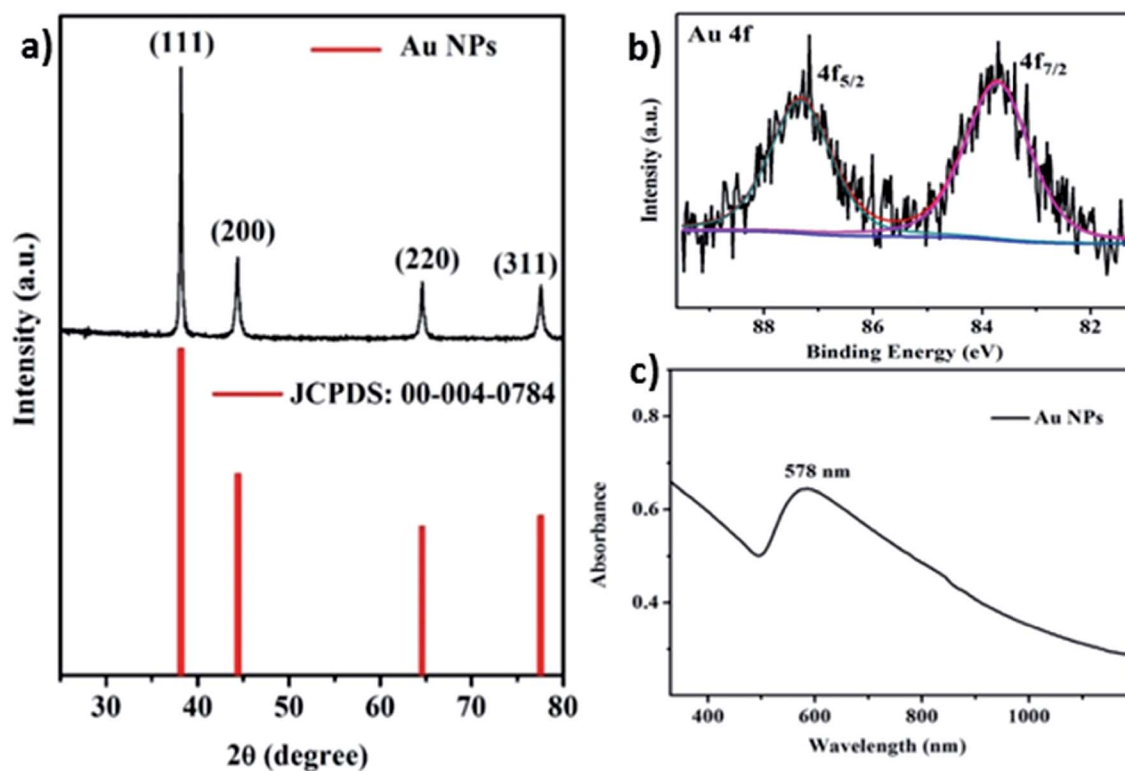 a)
(111)
Au NPs
(200)
(220)
(311)
JCPDS: 00-004-0784
Intensity (a.u.)
30 40 50 60 70 80
2θ (degree)
b)
Au 4f
4f5/2
4f7/2
Intensity (a.u.)
88 86 84 82
Binding Energy (eV)
c)
Au NPs
578 nm
0.8
0.6
0.4
Absorbance
400 600 800 1000
Wavelength (nm)